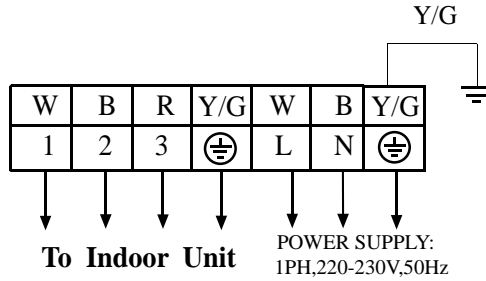 Y/G
W B R Y/G W B Y/G
1 2 3 L N
To Indoor Unit
POWER SUPPLY:
1PH,220-230V,50Hz